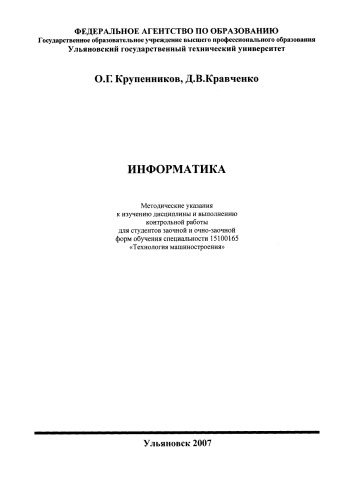 ФЕДЕРАЛЬНОЕ АГЕНТСТВО ПО ОБРАЗОВАНИЮ
Государственное образовательное учреждение высшего профессионального образования
Ульяновский государственный технический университет
О.Г. Крупенников, Д.В.Кравченко
ИНФОРМАТИКА
Методические указания
к изучению дисциплины и выполнению
контрольной работы
для студентов заочной и очно-заочной
форм обучения специальности 15100165
«Технология машиностроения»
Ульяновск 2007